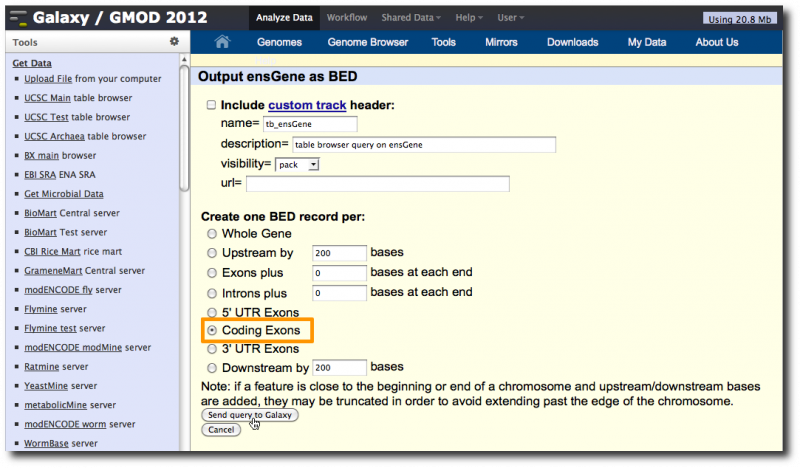 Galaxy / GMOD 2012
Analyze Data Workflow Shared Data Help User
Using 20.8 Mb
Tools
Genomes Genome Browser Tools Mirrors Downloads My Data About Us
Get Data
Upload File from your computer
UCSC Main table browser
UCSC Test table browser
UCSC Archaea table browser
BX main browser
EBI SRA ENA SRA
Get Microbial Data
BioMart Central server
BioMart Test server
CBI Rice Mart rice mart
GrameneMart Central server
modENCODE fly server
Flymine server
Flymine test server
modENCODE modMine server
Ratmine server
YeastMine server
metabolicMine server
modENCODE worm server
WormBase server
Output ensGene as BED
Include custom track header:
name= tb_ensGene
description= table browser query on ensGene
visibility= pack
url=
Create one BED record per:
Whole Gene
Upstream by 200 bases
Exons plus 0 bases at each end
Introns plus 0 bases at each end
5' UTR Exons
Coding Exons
3' UTR Exons
Downstream by 200 bases
Note: if a feature is close to the beginning or end of a chromosome and upstream/downstream bases
are added, they may be truncated in order to avoid extending past the edge of the chromosome.
Send query to Galaxy
Cancel